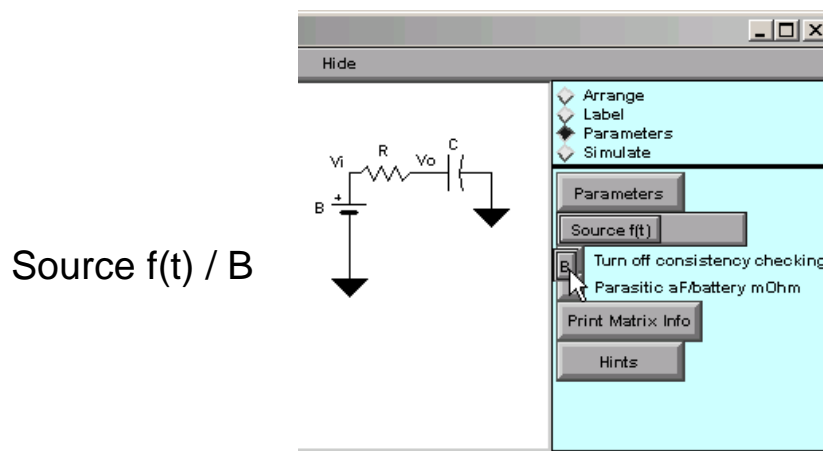 Source f(t) / B
Hide
Vi
R
Vo
C
B
+
Arrange
Label
Parameters
Simulate
Parameters
Source f(t)
B
Turn off consistency checking
Parasitic aF/battery mOhm
Print Matrix Info
Hints